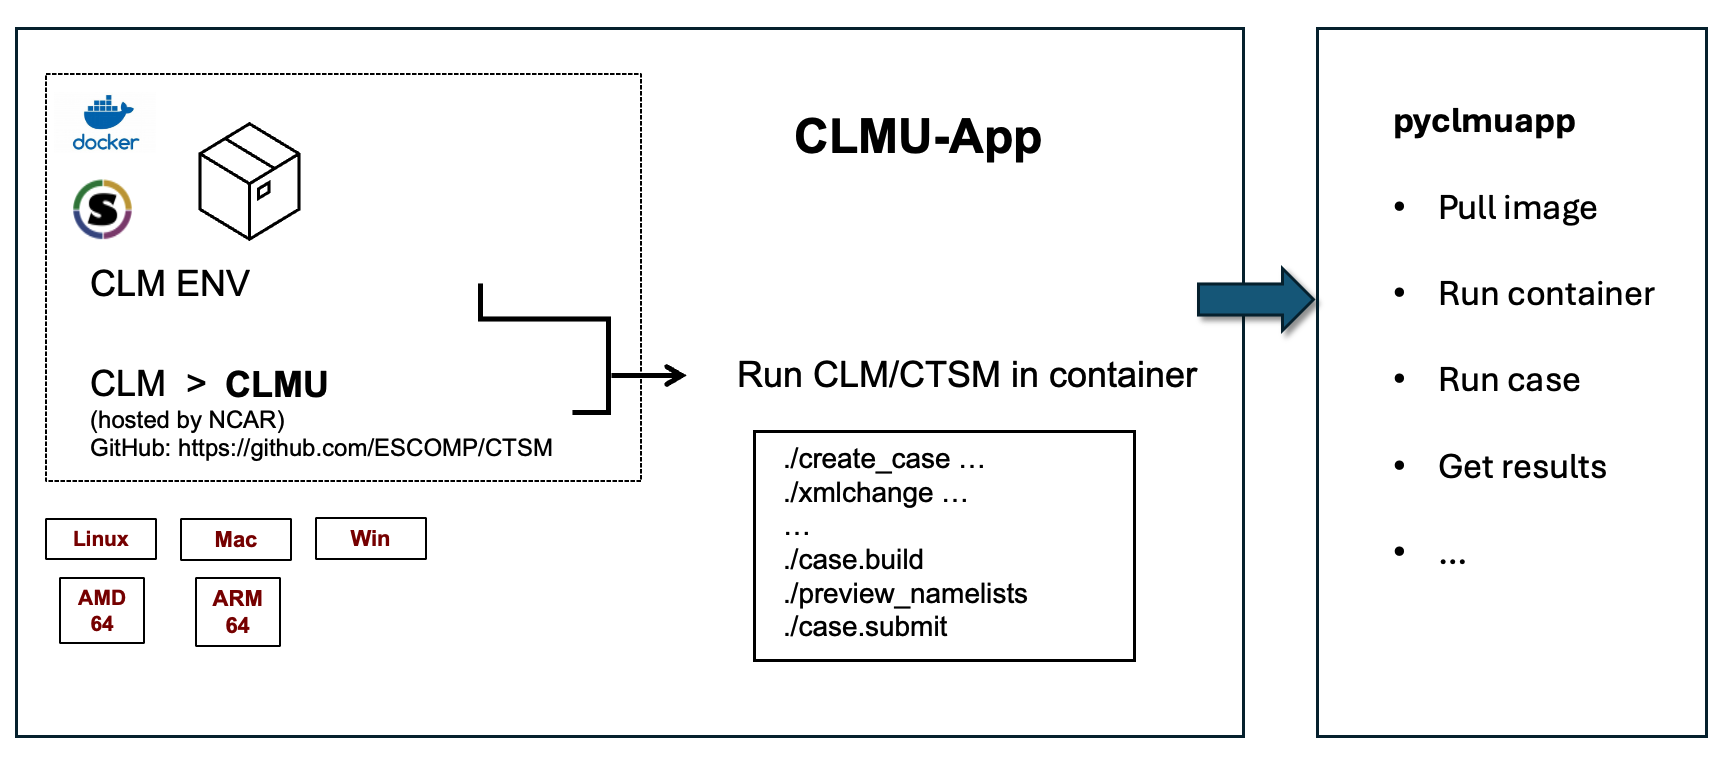 docker
S
CLM ENV
CLM > CLMU
(hosted by NCAR)
GitHub: https://github.com/ESCOMP/CTSM
Linux
Mac
Win
AMD
64
ARM
64
CLMU-App
Run CLM/CTSM in container
./create_case …
./xmlchange …
…
./case.build
./preview_namelists
./case.submit
pyclmuapp
• Pull image
• Run container
• Run case
• Get results
• …